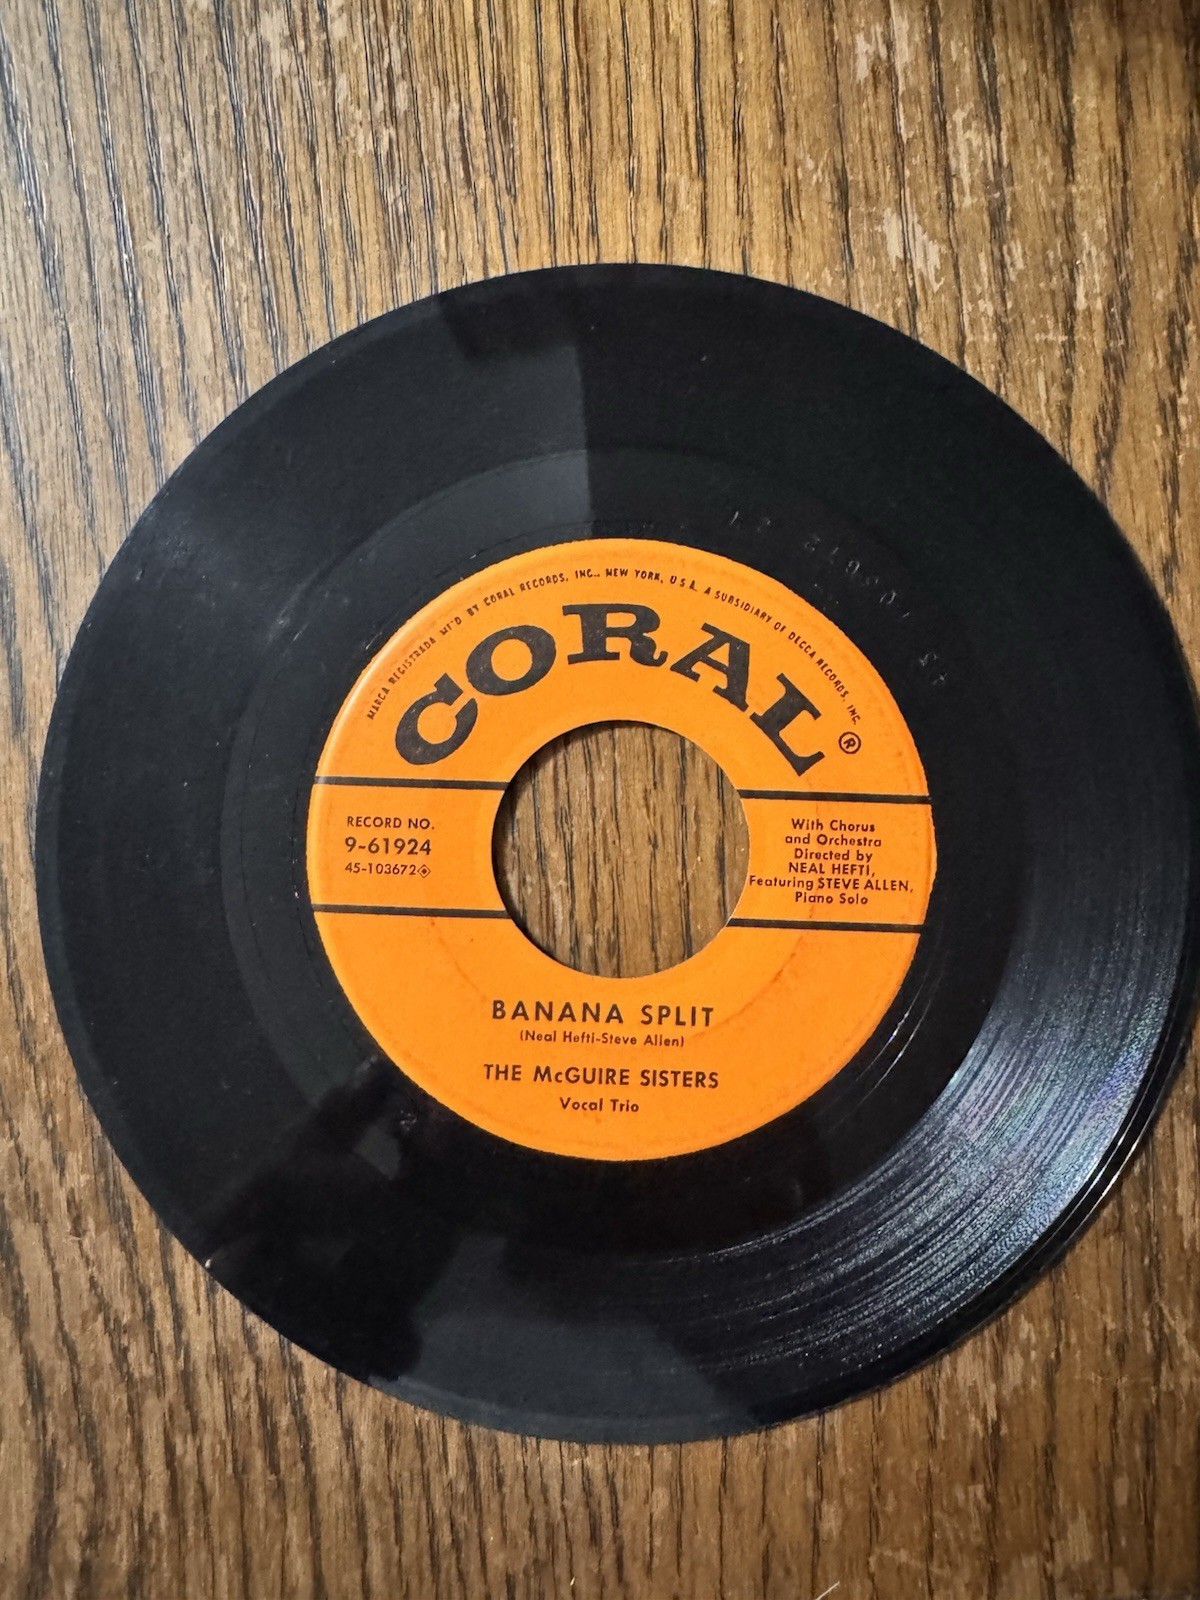 MARCA REGISTRADA MF'D BY CORAL RECORDS, INC., NEW YORK, U.S.A. A SUBSIDIARY OF DECCA RECORDS, INC.
CORAL ®
RECORD NO.
9-61924
45-103672
With Chorus
and Orchestra
Directed by
NEAL HEFTI,
Featuring STEVE ALLEN,
Piano Solo
BANANA SPLIT
(Neal Hefti-Steve Allen)
THE McGUIRE SISTERS
Vocal Trio